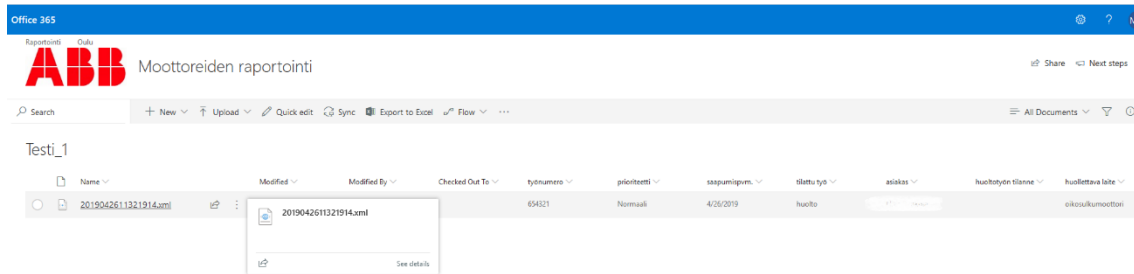 Office 365
Raportointi Oulu
ABB
Moottoreiden raportointi
Share Next steps
Search New Upload Quick edit Sync Export to Excel Flow All Documents
Testi_1
Name Modified Modified By Checked Out To työnumero prioriteetti saapumispvm. tilattu työ asiakas huoltotyön tilanne huollettava laite
2019042611321914.xml 654321 Normaali 4/26/2019 huolto oikosulkumoottori
2019042611321914.xml
See details